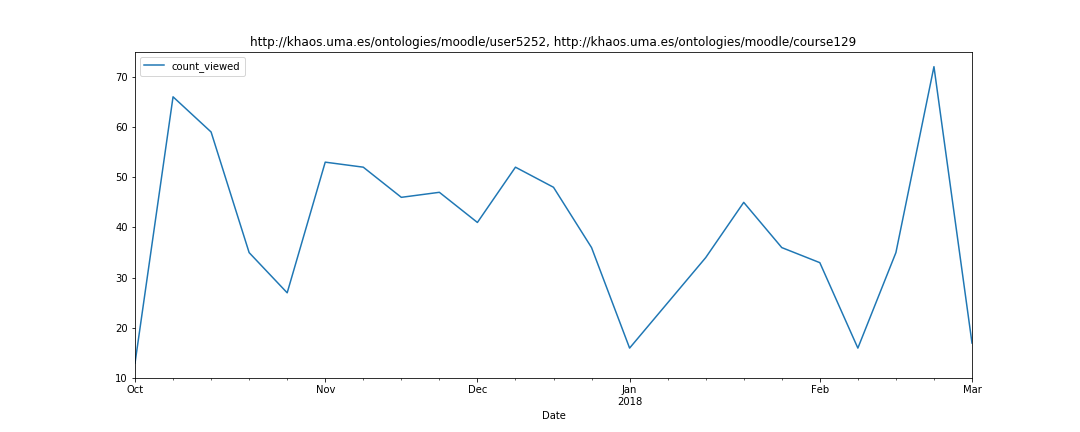 http://khaos.uma.es/ontologies/moodle/user5252, http://khaos.uma.es/ontologies/moodle/course129
count_viewed
70
60
50
40
30
20
10
Oct Nov Dec Jan Feb Mar
2018
Date